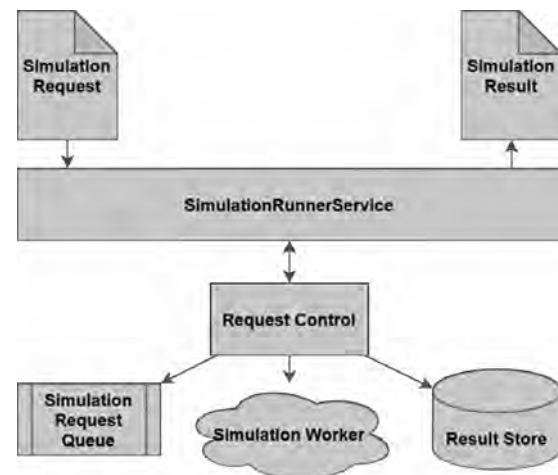 Simulation
Request
Simulation
Result
SimulationRunnerService
Request Control
Simulation
Request
Queue
Simulation Worker
Result Store